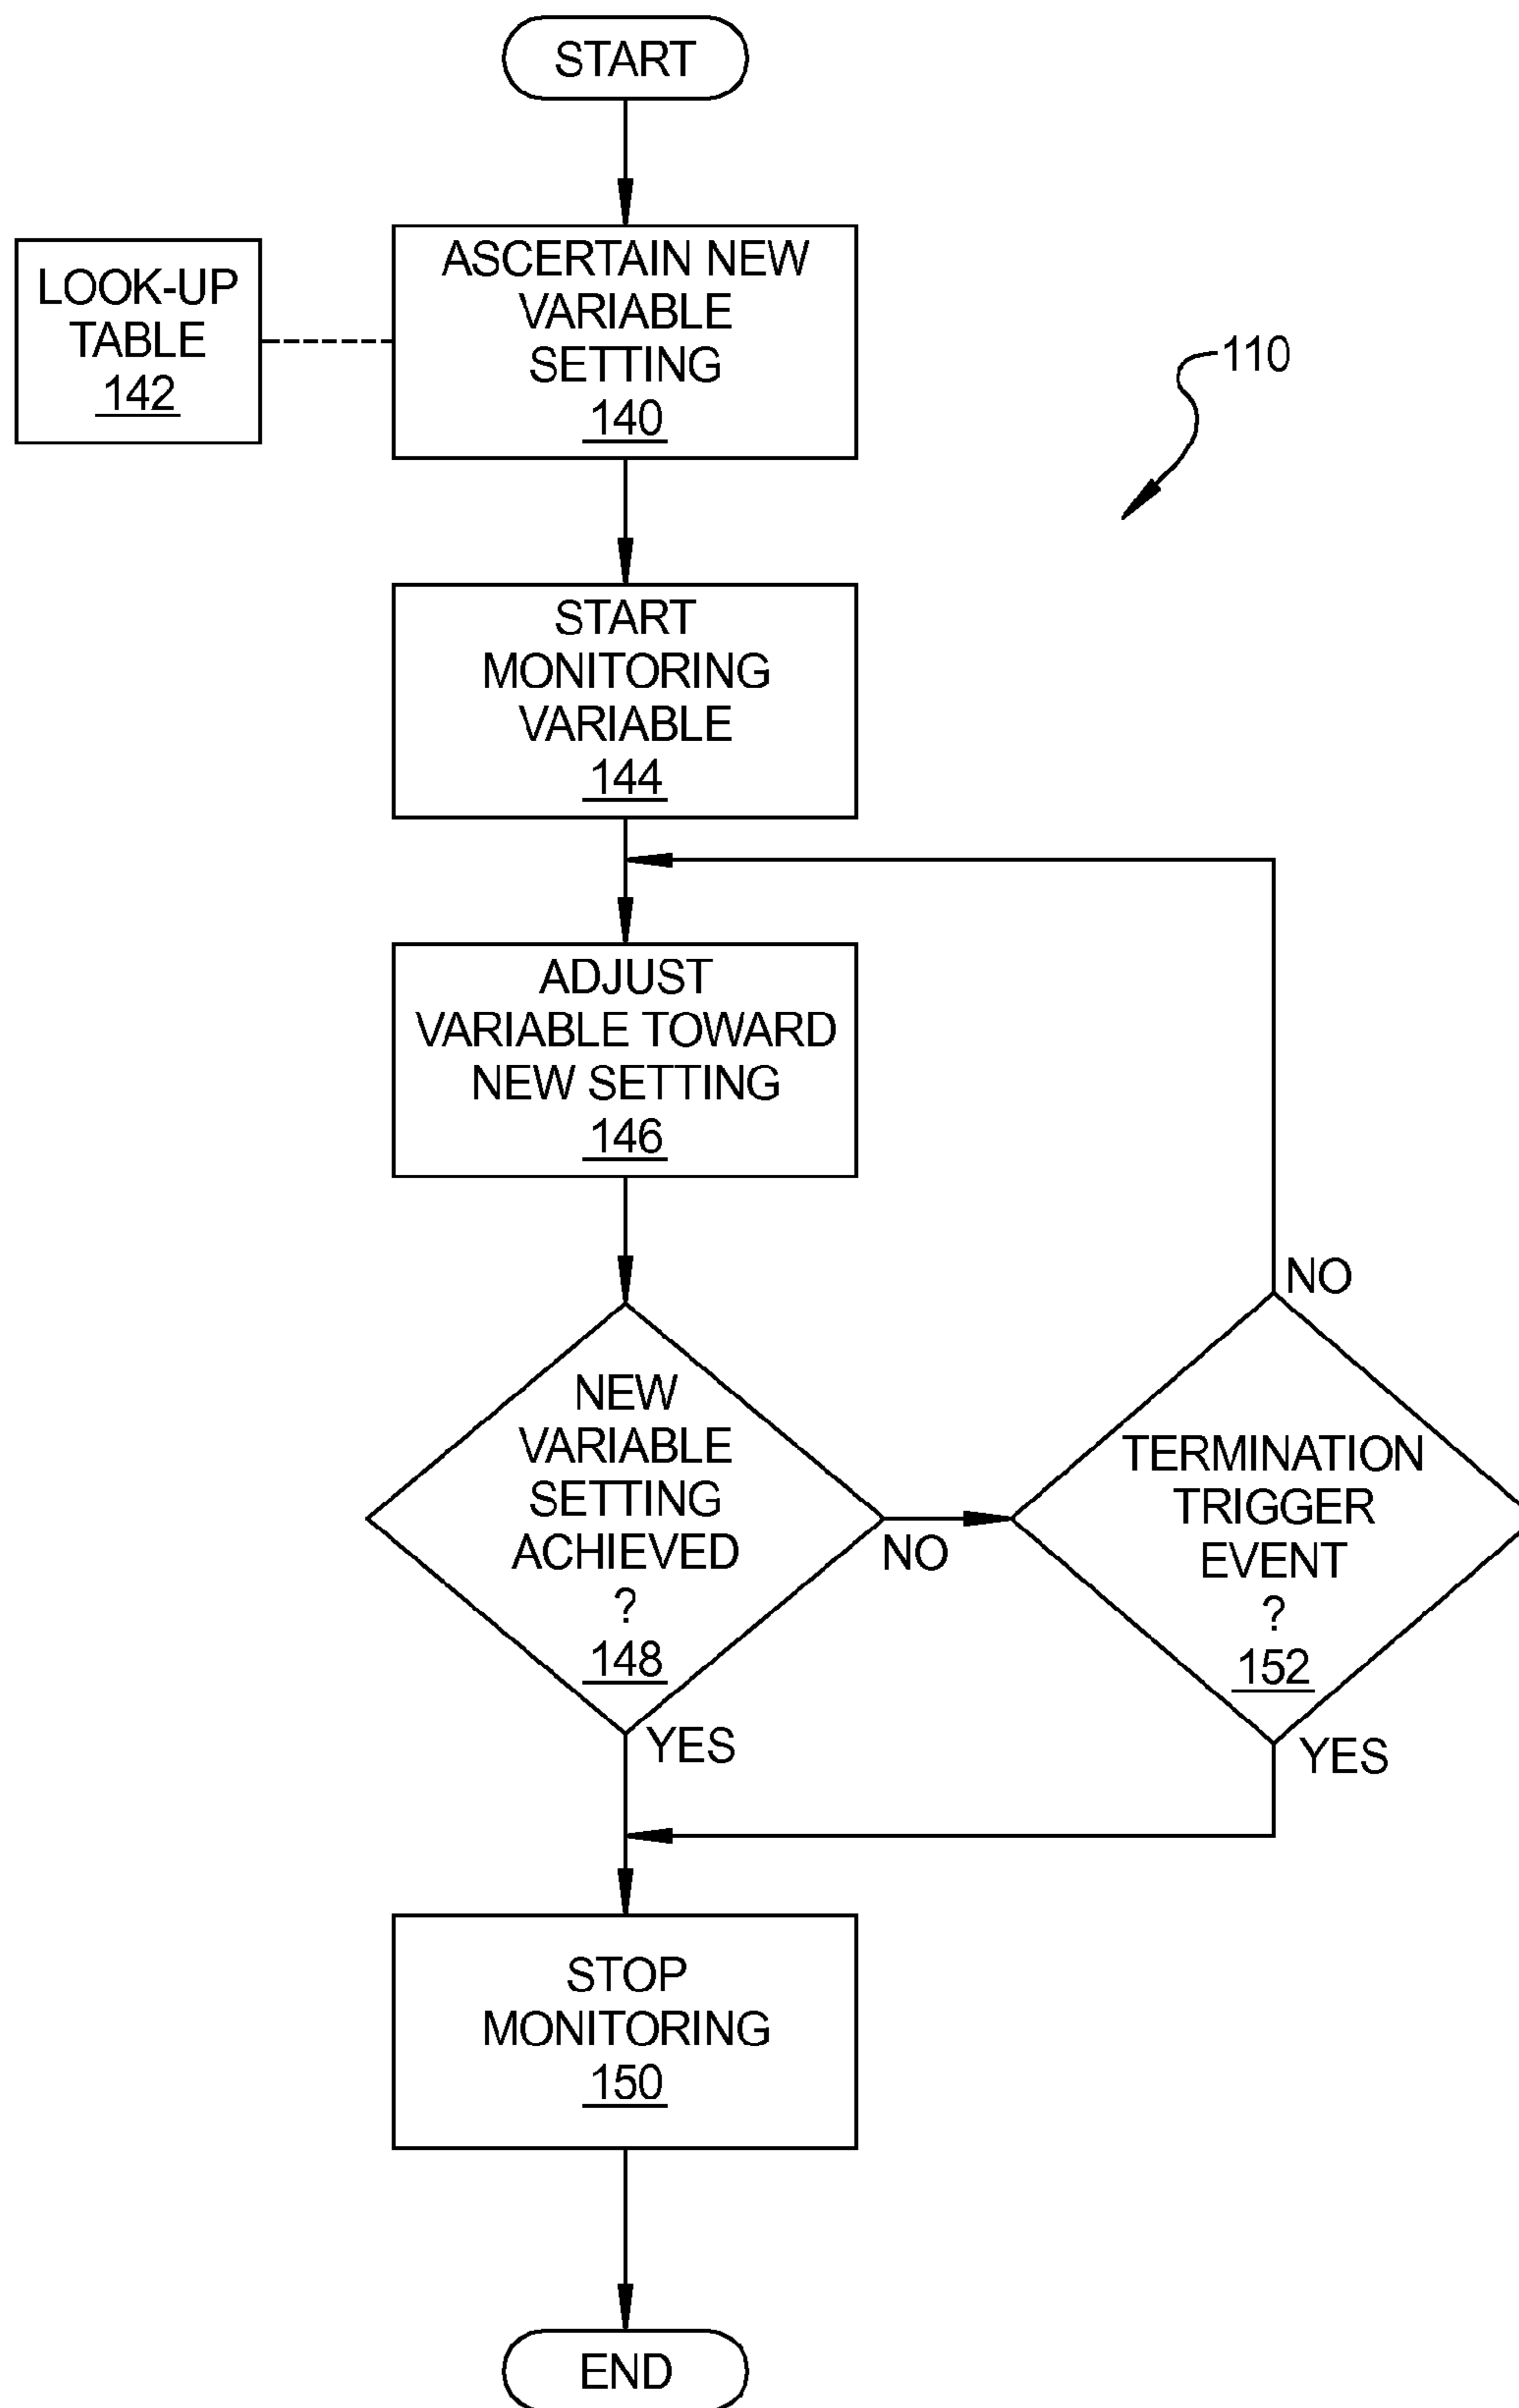 START
LOOK-UP
TABLE
142
ASCERTAIN NEW
VARIABLE
SETTING
140
110
START
MONITORING
VARIABLE
144
ADJUST
VARIABLE TOWARD
NEW SETTING
146
NEW
VARIABLE
SETTING
ACHIEVED
?
148
NO
YES
TERMINATION
TRIGGER
EVENT
?
152
NO
YES
STOP
MONITORING
150
END